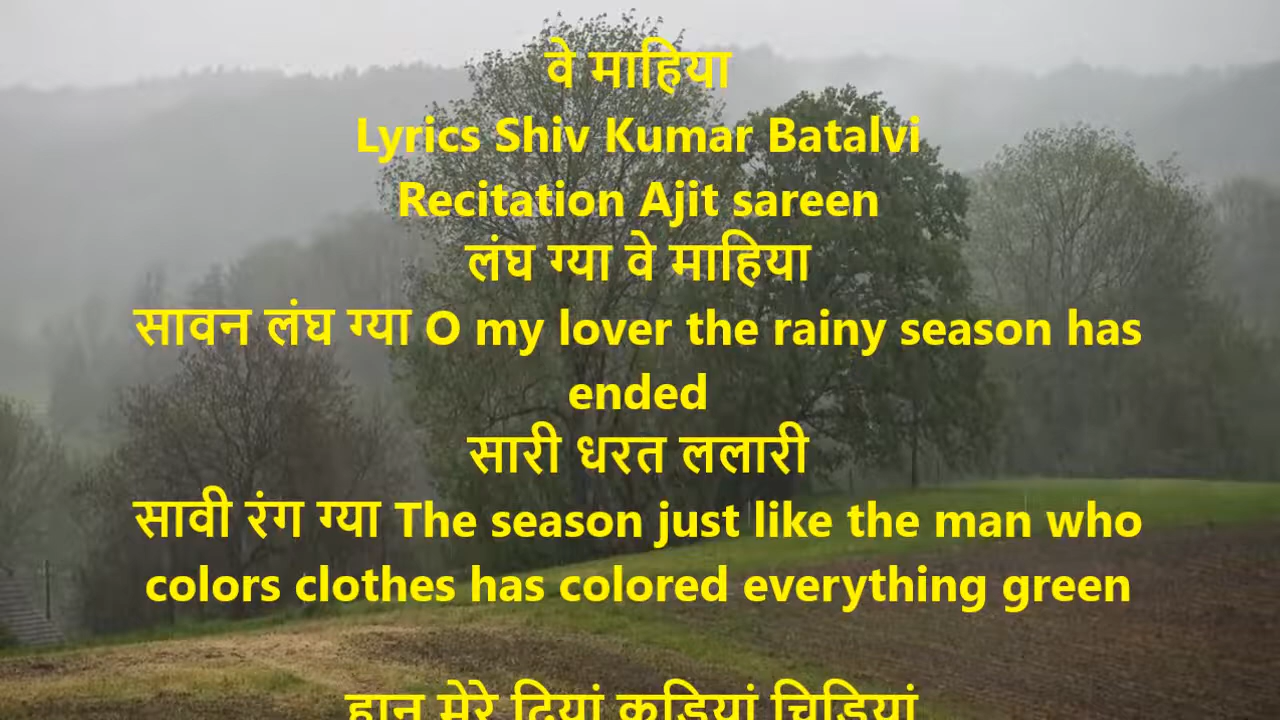 वे माहिया
Lyrics Shiv Kumar Batalvi
Recitation Ajit sareen
लंघ ग्या वे माहिया
सावन लंघ ग्या O my lover the rainy season has
ended
सारी धरत ललारी
सावी रंग ग्या The season just like the man who
colors clothes has colored everything green
हान मेरे दियां कुड़ियां चिड़ियां